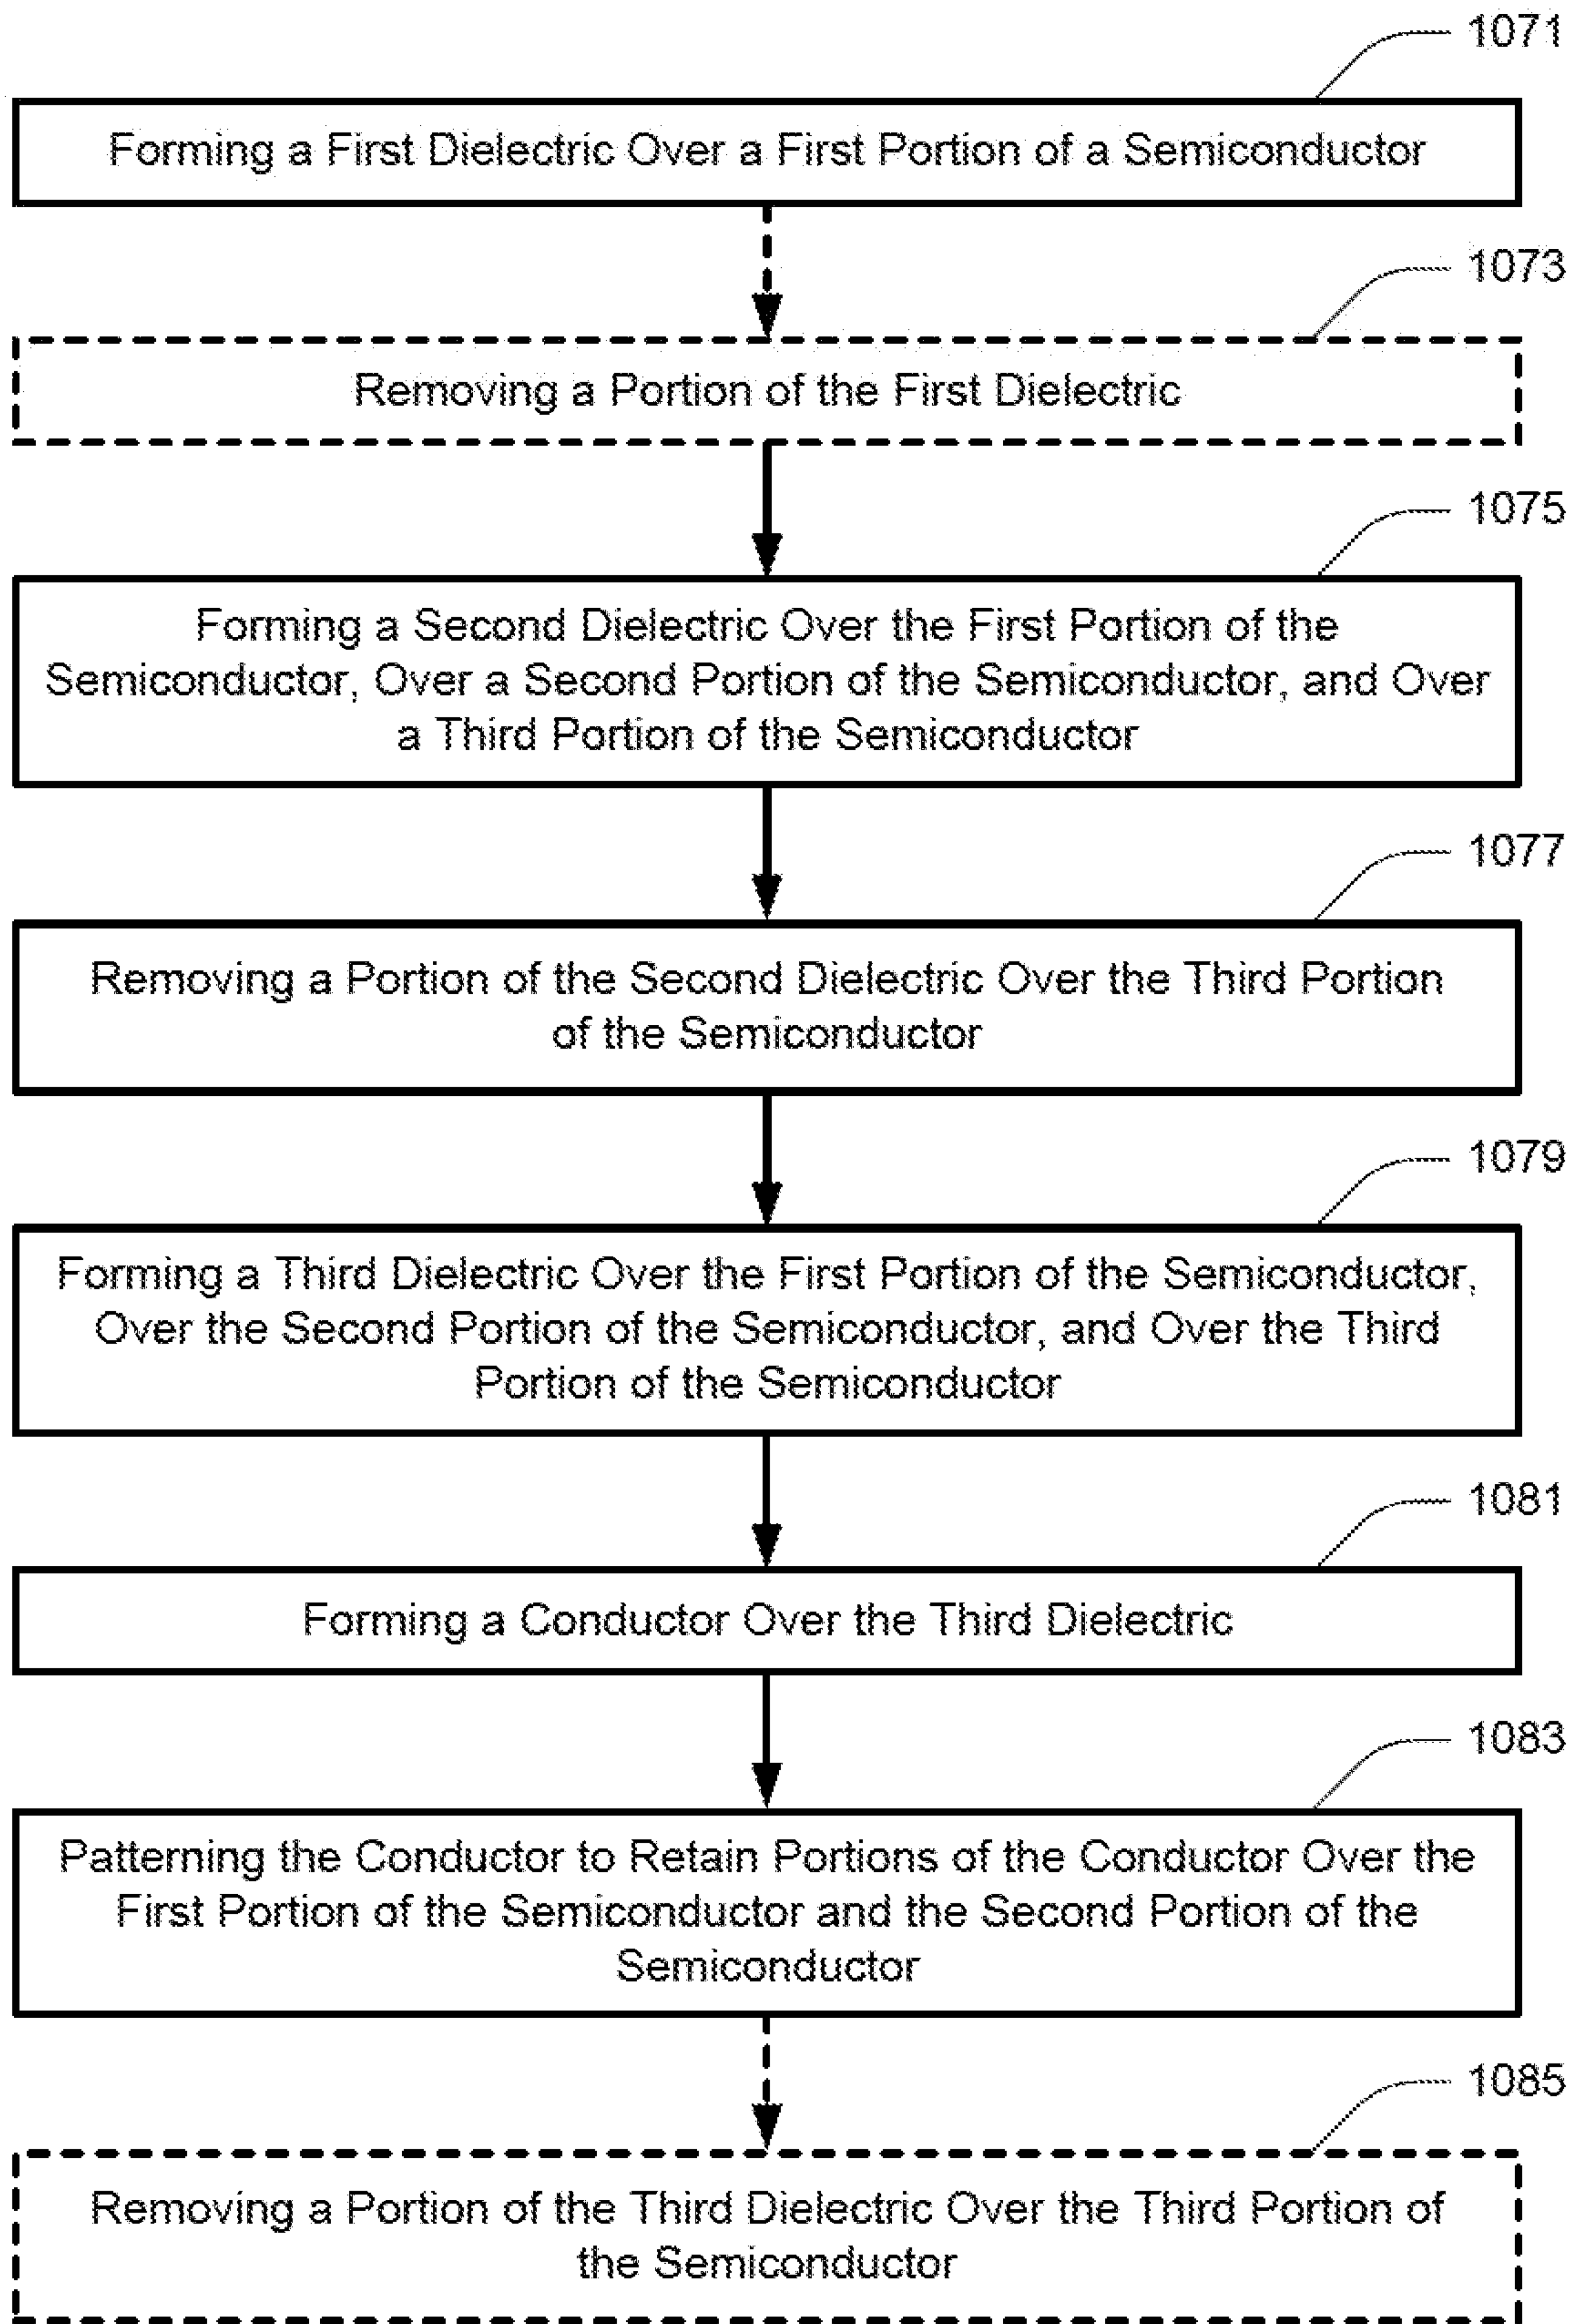 1071
Forming a First Dielectric Over a First Portion of a Semiconductor
1073
Removing a Portion of the First Dielectric
1075
Forming a Second Dielectric Over the First Portion of the
Semiconductor, Over a Second Portion of the Semiconductor, and Over
a Third Portion of the Semiconductor
1077
Removing a Portion of the Second Dielectric Over the Third Portion
of the Semiconductor
1079
Forming a Third Dielectric Over the First Portion of the Semiconductor,
Over the Second Portion of the Semiconductor, and Over the Third
Portion of the Semiconductor
1081
Forming a Conductor Over the Third Dielectric
1083
Patterning the Conductor to Retain Portions of the Conductor Over the
First Portion of the Semiconductor and the Second Portion of the
Semiconductor
1085
Removing a Portion of the Third Dielectric Over the Third Portion of
the Semiconductor